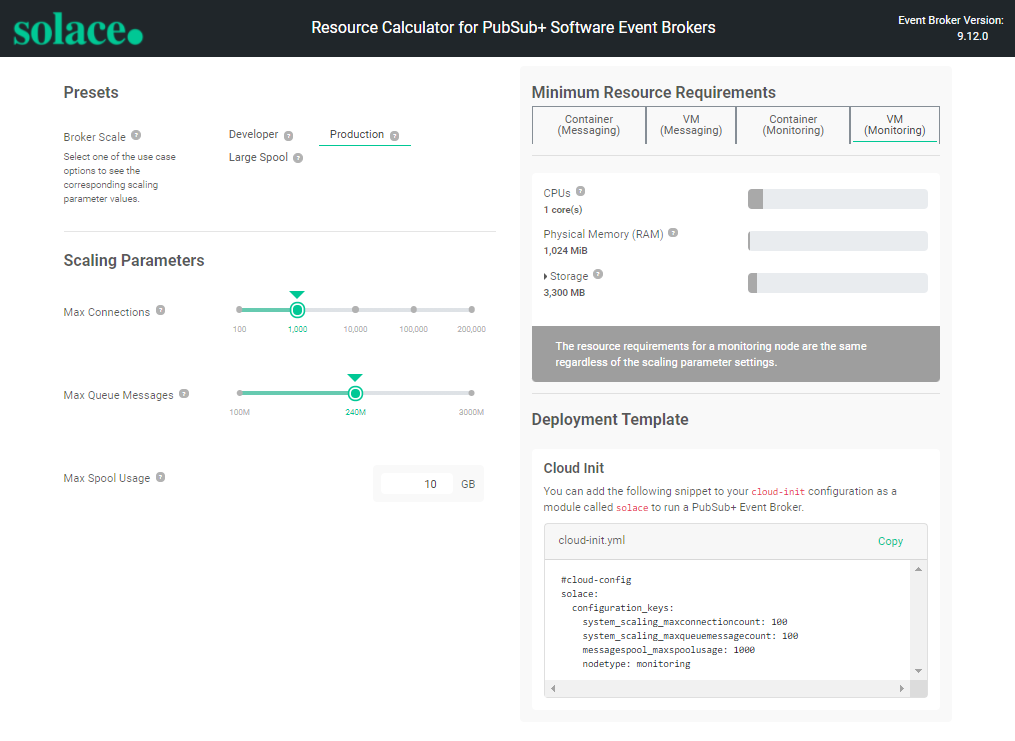 solace.
Resource Calculator for PubSub+ Software Event Brokers
Event Broker Version:
9.12.0
Presets
Broker Scale ?
Select one of the use case
options to see the
corresponding scaling
parameter values.
Developer ?
Production ?
Large Spool ?
Scaling Parameters
Max Connections ?
100 1,000 10,000 100,000 200,000
Max Queue Messages ?
100M 240M 3000M
Max Spool Usage ?
10 GB
Minimum Resource Requirements
Container
(Messaging)
VM
(Messaging)
Container
(Monitoring)
VM
(Monitoring)
CPUs ?
1 core(s)
Physical Memory (RAM) ?
1,024 MiB
Storage ?
3,300 MB
The resource requirements for a monitoring node are the same
regardless of the scaling parameter settings.
Deployment Template
Cloud Init
You can add the following snippet to your cloud-init configuration as a
module called solace to run a PubSub+ Event Broker.
cloud-init.yml
Copy
#cloud-config
solace:
  configuration_keys:
    system_scaling_maxconnectioncount: 100
    system_scaling_maxqueuemessagecount: 100
    messagespool_maxspoolusage: 1000
    nodetype: monitoring